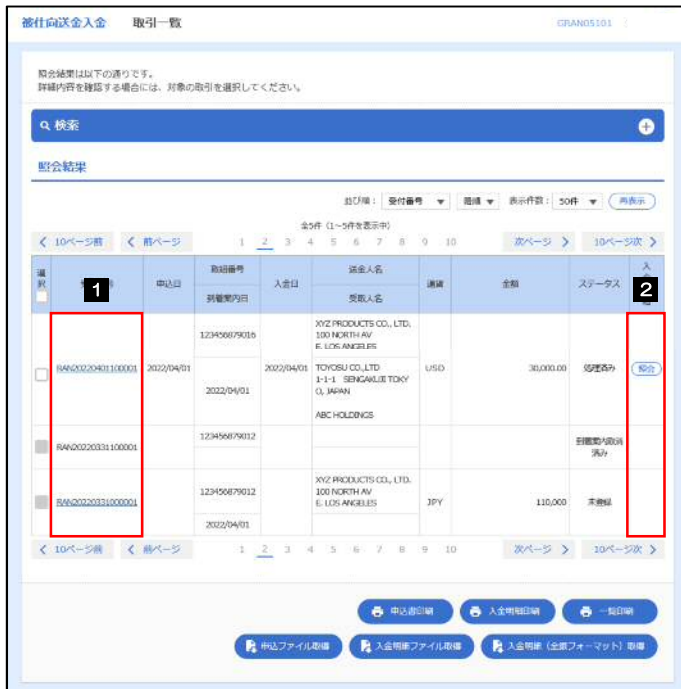 被仕向送金入金 取引一覧 GRAN05101
照会結果は以下の通りです。
詳細内容を確認する場合には、対象の取引を選択してください。
検索
照会結果
並び順： 受付番号 ▼ 降順 ▼ 表示件数： 50件 ▼ 再表示
全5件（1～5件を表示中）
10ページ前 前ページ 1 2 3 4 5 6 7 8 9 10 次ページ 10ページ次
選択 1 申込日 取組番号 入金日 送金人名 通貨 金額 ステータス 2
到着案内日 受取人名
123456879016
XYZ PRODUCTS CO., LTD.
100 NORTH AV
E. LOS ANGELES
RAN20220401100001 2022/04/01 2022/04/01 USD 30,000.00 処理済み 照会
2022/04/01
TOYOSU CO.,LTD
1-1-1 SENGAKUJI TOKY
O, JAPAN
ABC HOLDINGS
RAN20220331100001 123456879012 到着案内取消
済み
RAN20220331000001 123456879012 JPY 110,000 未登録
XYZ PRODUCTS CO., LTD.
100 NORTH AV
E. LOS ANGELES
2022/04/01
10ページ前 前ページ 1 2 3 4 5 6 7 8 9 10 次ページ 10ページ次
申込書印刷 入金明細印刷 一覧印刷
申込ファイル取得 入金明細ファイル取得 入金明細（全銀フォーマット）取得